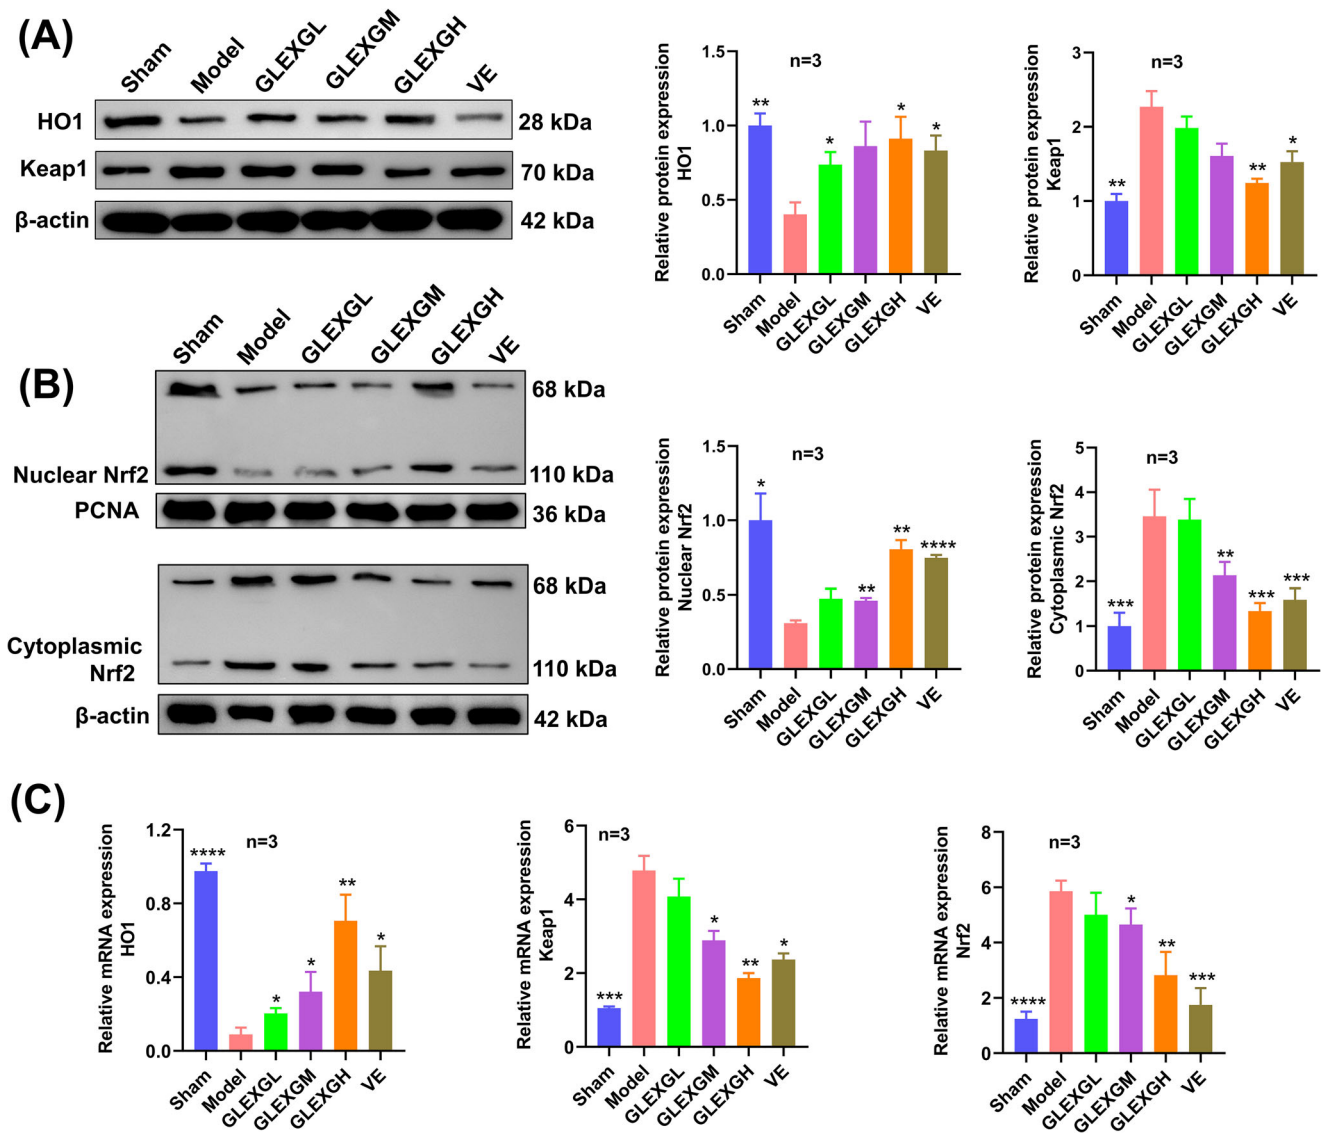 (A)
Sham
Model
GLEXGL
GLEXGM
GLEXGH
VE
HO1
28 kDa
Keap1
70 kDa
β-actin
42 kDa
Relative protein expression
HO1
1.5
1.0
0.5
0.0
n=3
**
*
*
*
Sham
Model
GLEXGL
GLEXGM
GLEXGH
VE
Relative protein expression
Keap1
3
2
1
0
n=3
**
**
*
Sham
Model
GLEXGL
GLEXGM
GLEXGH
VE
(B)
Sham
Model
GLEXGL
GLEXGM
GLEXGH
VE
68 kDa
Nuclear Nrf2
110 kDa
PCNA
36 kDa
68 kDa
Cytoplasmic
Nrf2
110 kDa
β-actin
42 kDa
Relative protein expression
Nuclear Nrf2
1.5
1.0
0.5
0.0
n=3
*
**
**
****
Sham
Model
GLEXGL
GLEXGM
GLEXGH
VE
Relative protein expression
Cytoplasmic Nrf2
5
4
3
2
1
0
n=3
***
**
***
***
Sham
Model
GLEXGL
GLEXGM
GLEXGH
VE
(C)
Relative mRNA expression
HO1
1.2
0.8
0.4
0.0
n=3
****
*
*
**
*
Sham
Model
GLEXGL
GLEXGM
GLEXGH
VE
Relative mRNA expression
Keap1
6
4
2
0
n=3
***
*
**
*
Sham
Model
GLEXGL
GLEXGM
GLEXGH
VE
Relative mRNA expression
Nrf2
8
6
4
2
0
n=3
****
*
**
***
Sham
Model
GLEXGL
GLEXGM
GLEXGH
VE